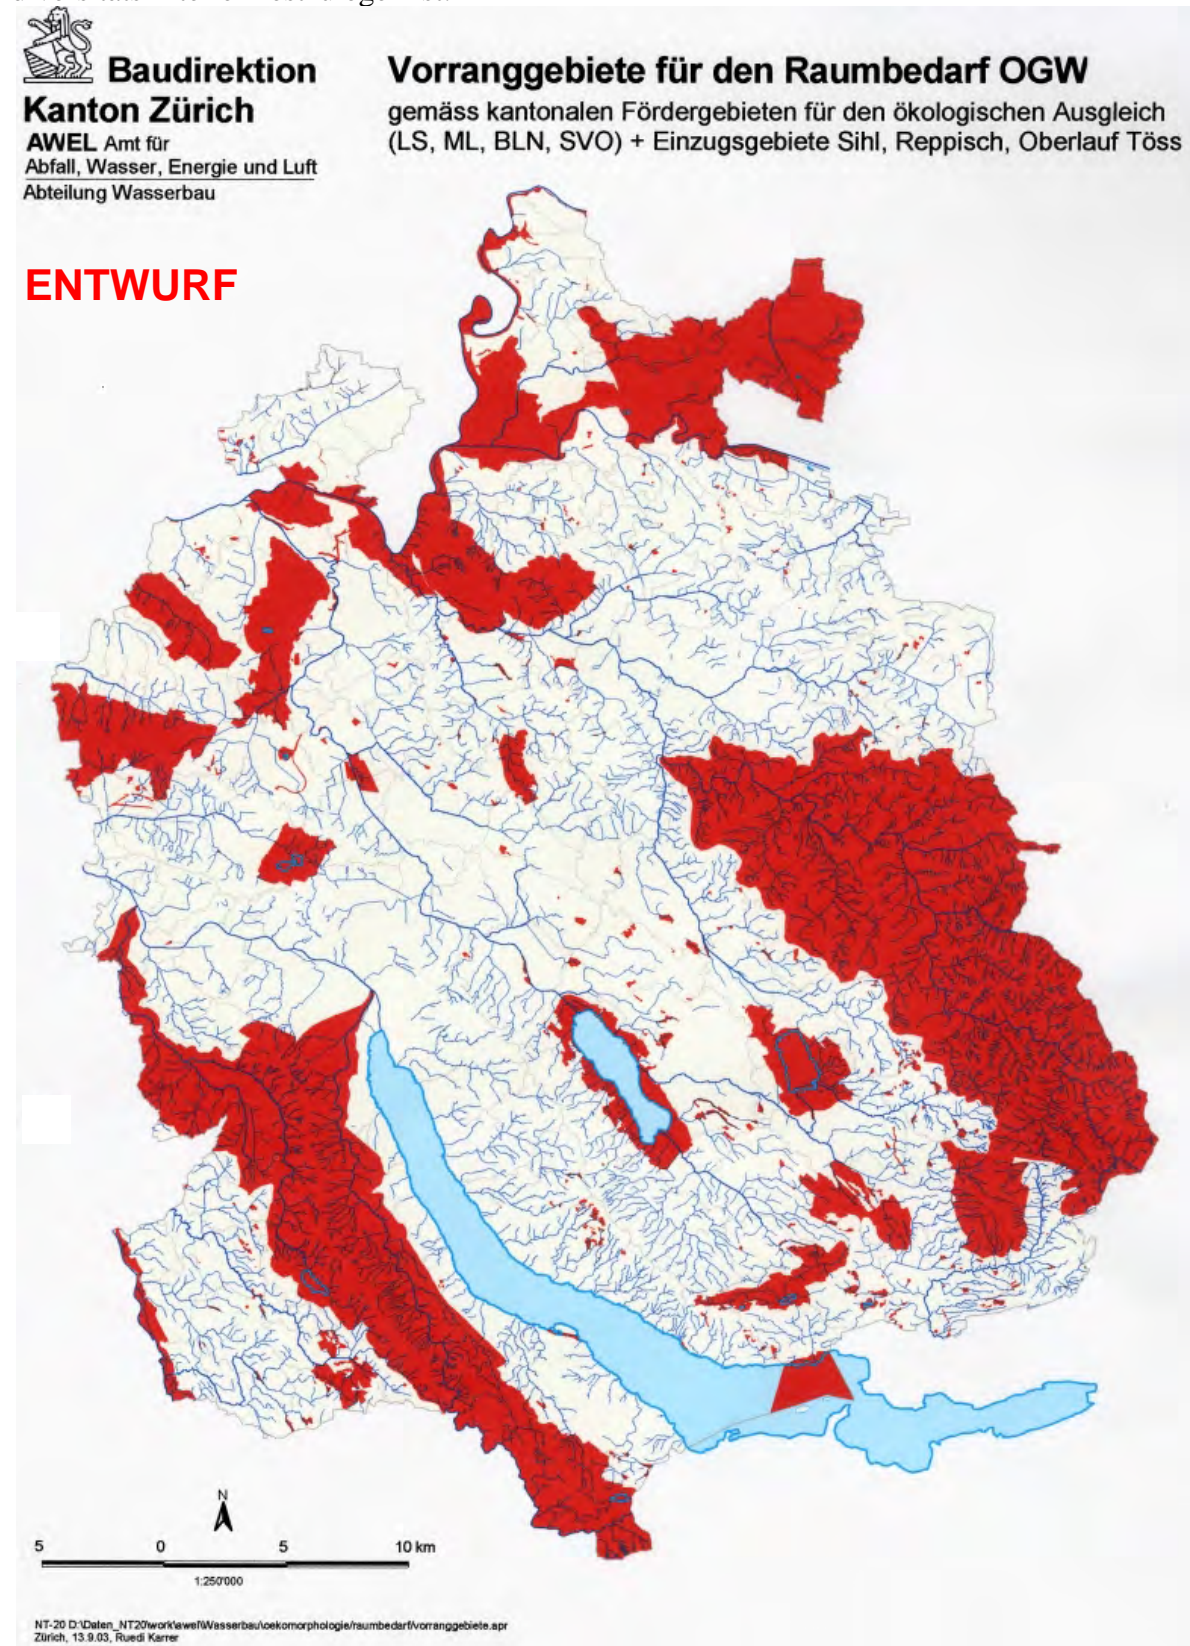 Baudirektion
Kanton Zürich
AWEL Amt für
Abfall, Wasser, Energie und Luft
Abteilung Wasserbau
Vorranggebiete für den Raumbedarf OGW
gemäss kantonalen Fördergebieten für den ökologischen Ausgleich
(LS, ML, BLN, SVO) + Einzugsgebiete Sihl, Reppisch, Oberlauf Töss
ENTWURF
N
5 0 5 10 km
1:250'000
NT-20 D:\Daten_NT20\work\awel\Wasserbau\oekomorphologie/raumbedarf/vorranggebiete.apr
Zürich, 13.9.03, Ruedi Karrer